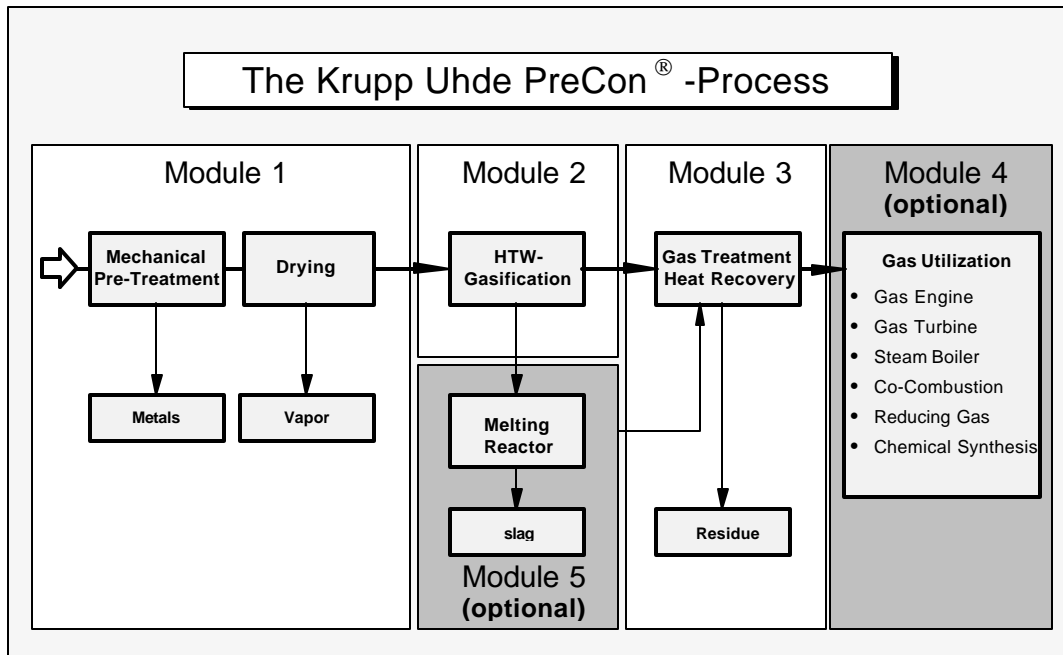 The Krupp Uhde PreCon® -Process
Module 1
Mechanical
Pre-Treatment
Drying
Metals
Vapor
Module 2
HTW-
Gasification
Melting
Reactor
slag
Module 5
(optional)
Module 3
Gas Treatment
Heat Recovery
Residue
Module 4
(optional)
Gas Utilization
• Gas Engine
• Gas Turbine
• Steam Boiler
• Co-Combustion
• Reducing Gas
• Chemical Synthesis